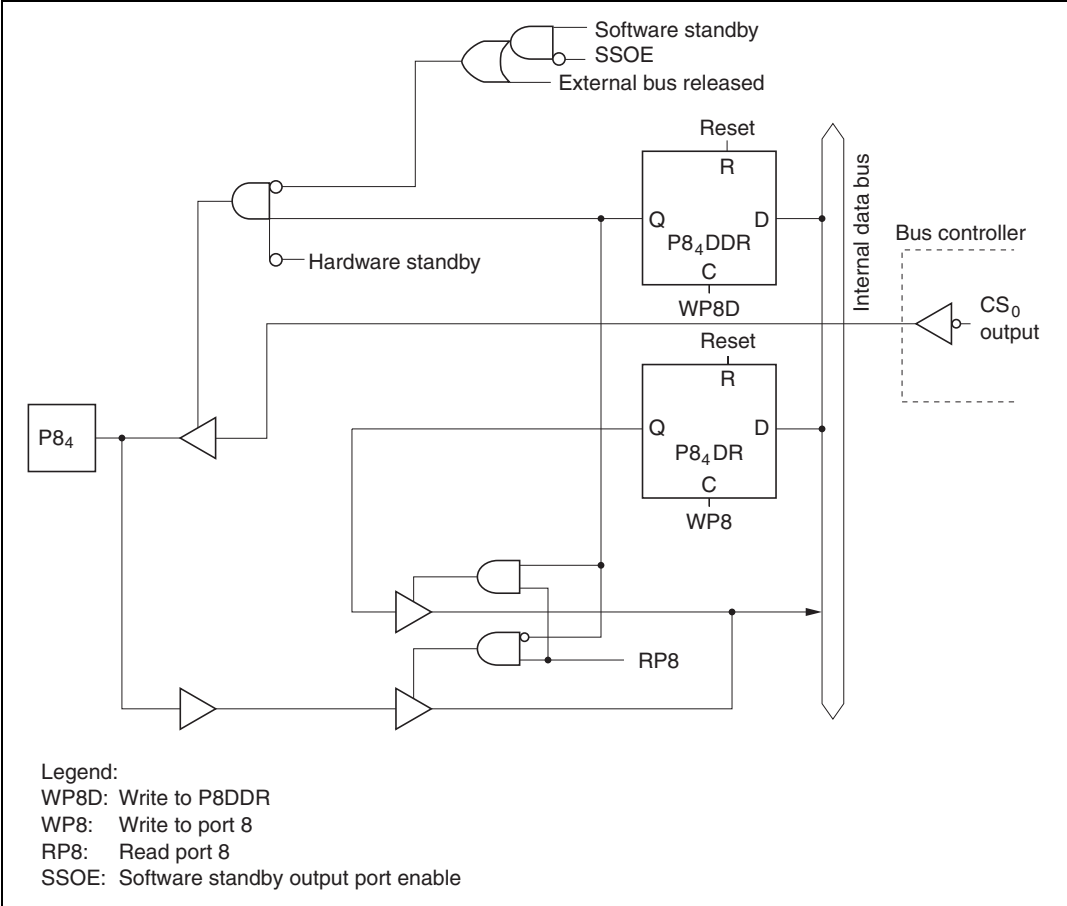 Software standby
SSOE
External bus released
Reset
R
Q
D
P8₄DDR
C
WP8D
Hardware standby
Internal data bus
Bus controller
CS₀
output
Reset
R
Q
D
P8₄DR
C
WP8
P8₄
RP8
Legend:
WP8D: Write to P8DDR
WP8: Write to port 8
RP8: Read port 8
SSOE: Software standby output port enable